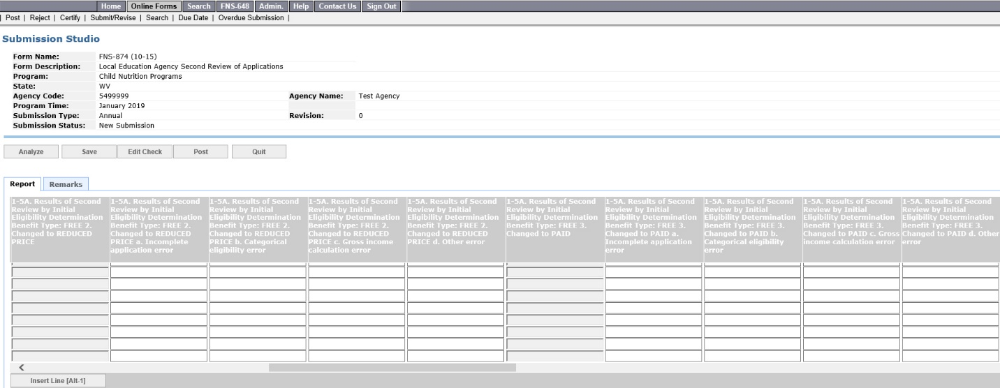 Home Online Forms Search FNS-648 Admin. Help Contact Us Sign Out
| Post | Reject | Certify | Submit/Revise | Search | Due Date | Overdue Submission |
Submission Studio
Form Name: FNS-874 (10-15)
Form Description: Local Education Agency Second Review of Applications
Program: Child Nutrition Programs
State: WV
Agency Code: 5499999 Agency Name: Test Agency
Program Time: January 2019
Submission Type: Annual Revision: 0
Submission Status: New Submission
Analyze Save Edit Check Post Quit
Report Remarks
1-5A. Results of Second
Review by Initial
Eligibility Determination
Benefit Type: FREE 2.
Changed to REDUCED
PRICE
1-5A. Results of Second
Review by Initial
Eligibility Determination
Benefit Type: FREE 2.
Changed to REDUCED
PRICE a. Incomplete
application error
1-5A. Results of Second
Review by Initial
Eligibility Determination
Benefit Type: FREE 2.
Changed to REDUCED
PRICE b. Categorical
eligibility error
1-5A. Results of Second
Review by Initial
Eligibility Determination
Benefit Type: FREE 2.
Changed to REDUCED
PRICE c. Gross income
calculation error
1-5A. Results of Second
Review by Initial
Eligibility Determination
Benefit Type: FREE 2.
Changed to REDUCED
PRICE d. Other error
1-5A. Results of Second
Review by Initial
Eligibility Determination
Benefit Type: FREE 3.
Changed to PAID
1-5A. Results of Second
Review by Initial
Eligibility Determination
Benefit Type: FREE 3.
Changed to PAID a.
Incomplete application
error
1-5A. Results of Second
Review by Initial
Eligibility Determination
Benefit Type: FREE 3.
Changed to PAID b.
Categorical eligibility
error
1-5A. Results of Second
Review by Initial
Eligibility Determination
Benefit Type: FREE 3.
Changed to PAID c. Gross
income calculation error
1-5A. Results of Second
Review by Initial
Eligibility Determination
Benefit Type: FREE 3.
Changed to PAID d. Other
error
Insert Line [Alt-1]